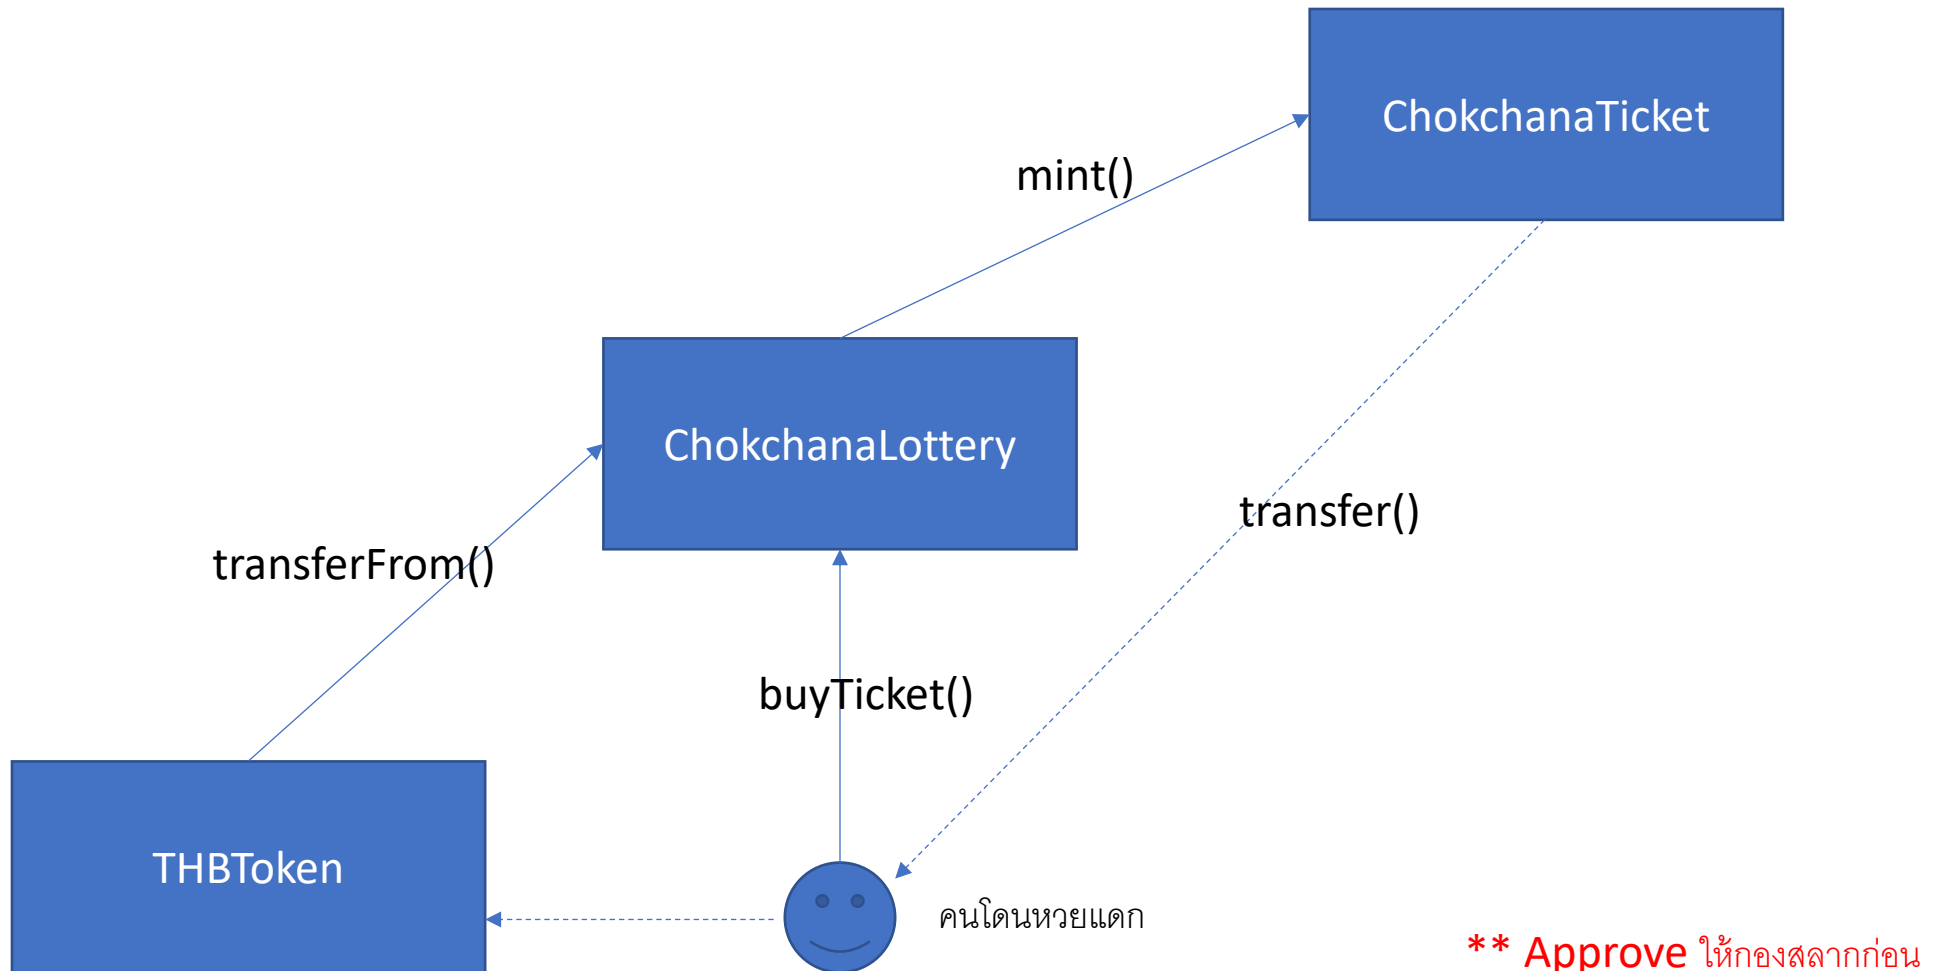 ChokchanaTicket
mint()
ChokchanaLottery
transfer()
transferFrom()
buyTicket()
THBToken
คนโดนหวยแดก
** Approve ให้กองสลากก่อน